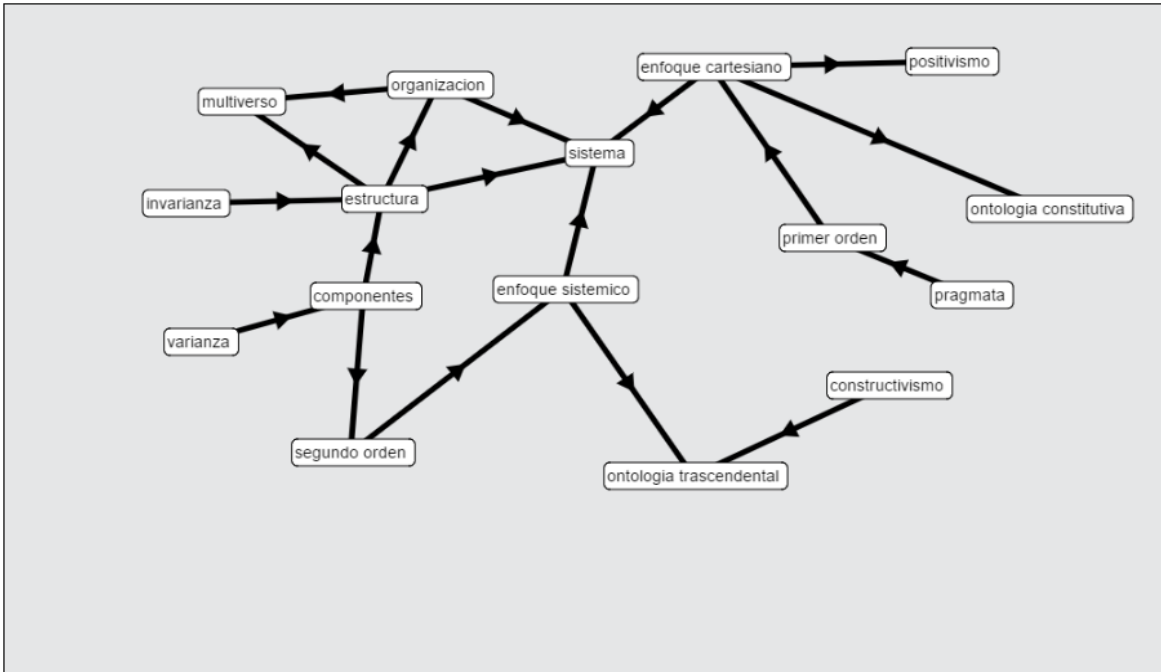 enfoque cartesiano
positivismo
organizacion
multiverso
sistema
invarianza
estructura
ontologia constitutiva
primer orden
componentes
enfoque sistemico
pragmata
varianza
constructivismo
segundo orden
ontologia trascendental